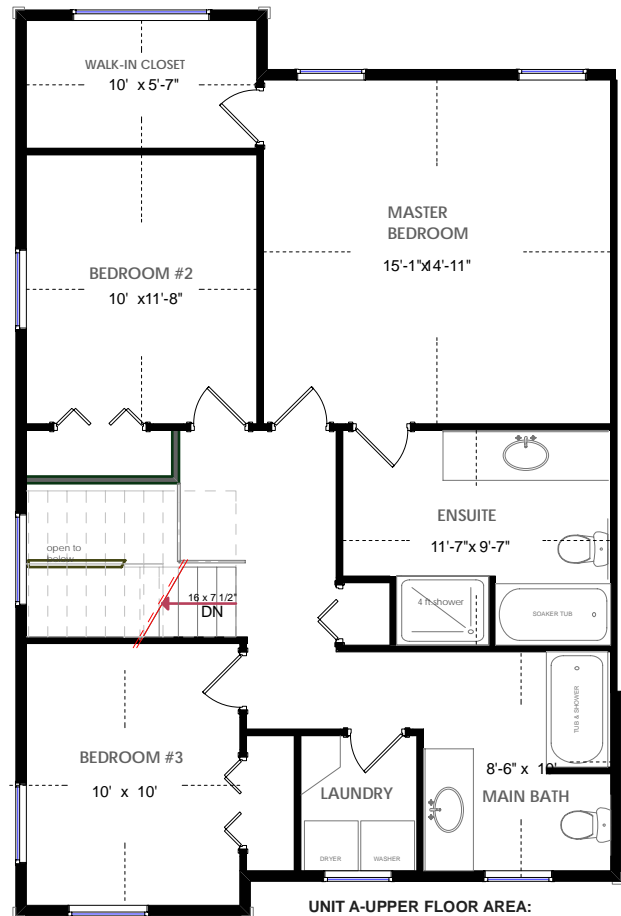 WALK-IN CLOSET
10' x 5'-7"
MASTER
BEDROOM
15'-1"x14'-11"
BEDROOM #2
10' x11'-8"
ENSUITE
11'-7"x 9'-7"
open to
below
16 x 7 1/2"
DN
4 ft shower
SOAKER TUB
TUB & SHOWER
BEDROOM #3
10' x 10'
LAUNDRY
DRYER
WASHER
8'-6" x 10'
MAIN BATH
UNIT A-UPPER FLOOR AREA: